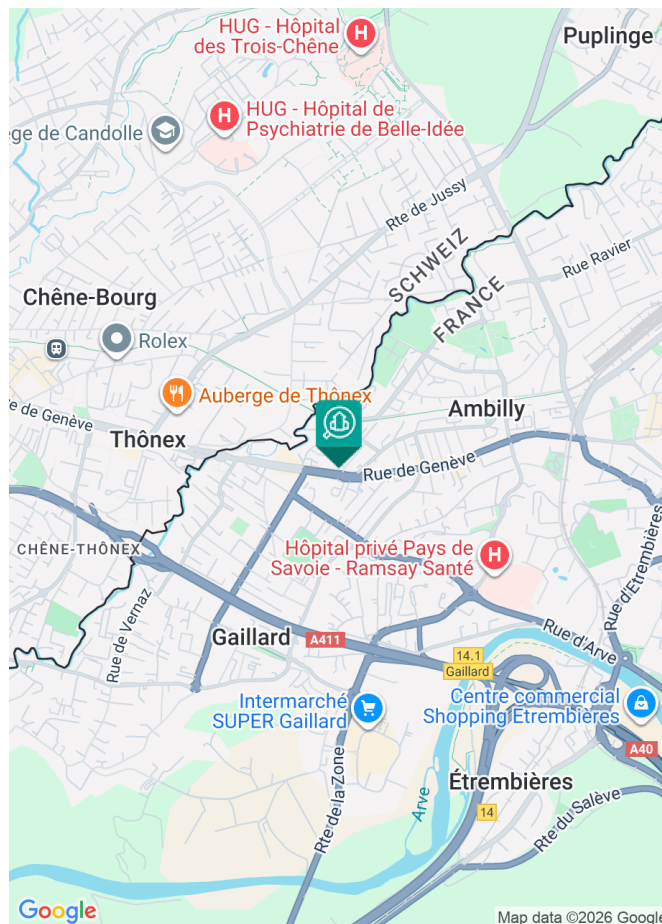 HUG - Hôpital
des Trois-Chêne
Puplinge
HUG - Hôpital de
Psychiatrie de Belle-Idée
ège de Candolle
Rte de Jussy
SCHWEIZ
FRANCE
Rue Ravier
Chêne-Bourg
Rolex
Auberge de Thônex
Ambilly
e de Genève
Thônex
Rue de Genève
CHÊNE-THÔNEX
Hôpital privé Pays de
Savoie - Ramsay Santé
Rue d'Etrembières
Rue de Vernaz
Gaillard
A411
Rue d'Arve
14.1
Gaillard
Intermarché
SUPER Gaillard
Centre commercial
Shopping Etrembières
A40
Étrembières
Arve
14
Rte de la Zone
Rte du Salève
Google
Map data ©2026 Google